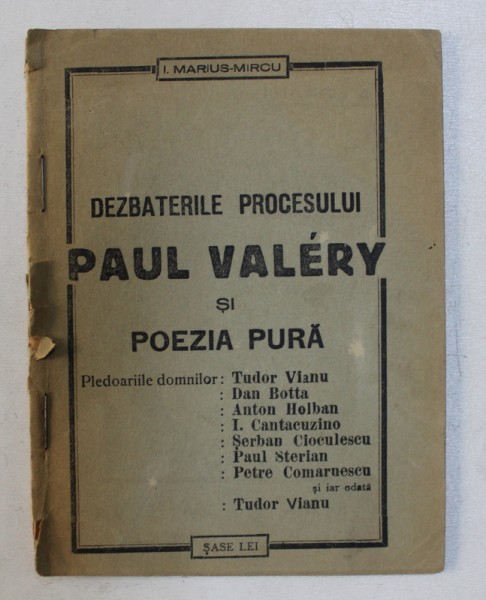 I. MARIUS-MIRCU
DEZBATERILE PROCESULUI
PAUL VALÉRY
ȘI
POEZIA PURĂ
Pledoariile domnilor: Tudor Vianu
: Dan Botta
: Anton Holban
: I. Cantacuzino
: Șerban Cioculescu
: Paul Sterian
: Petre Comarnescu
și iar odată
: Tudor Vianu
ȘASE LEI